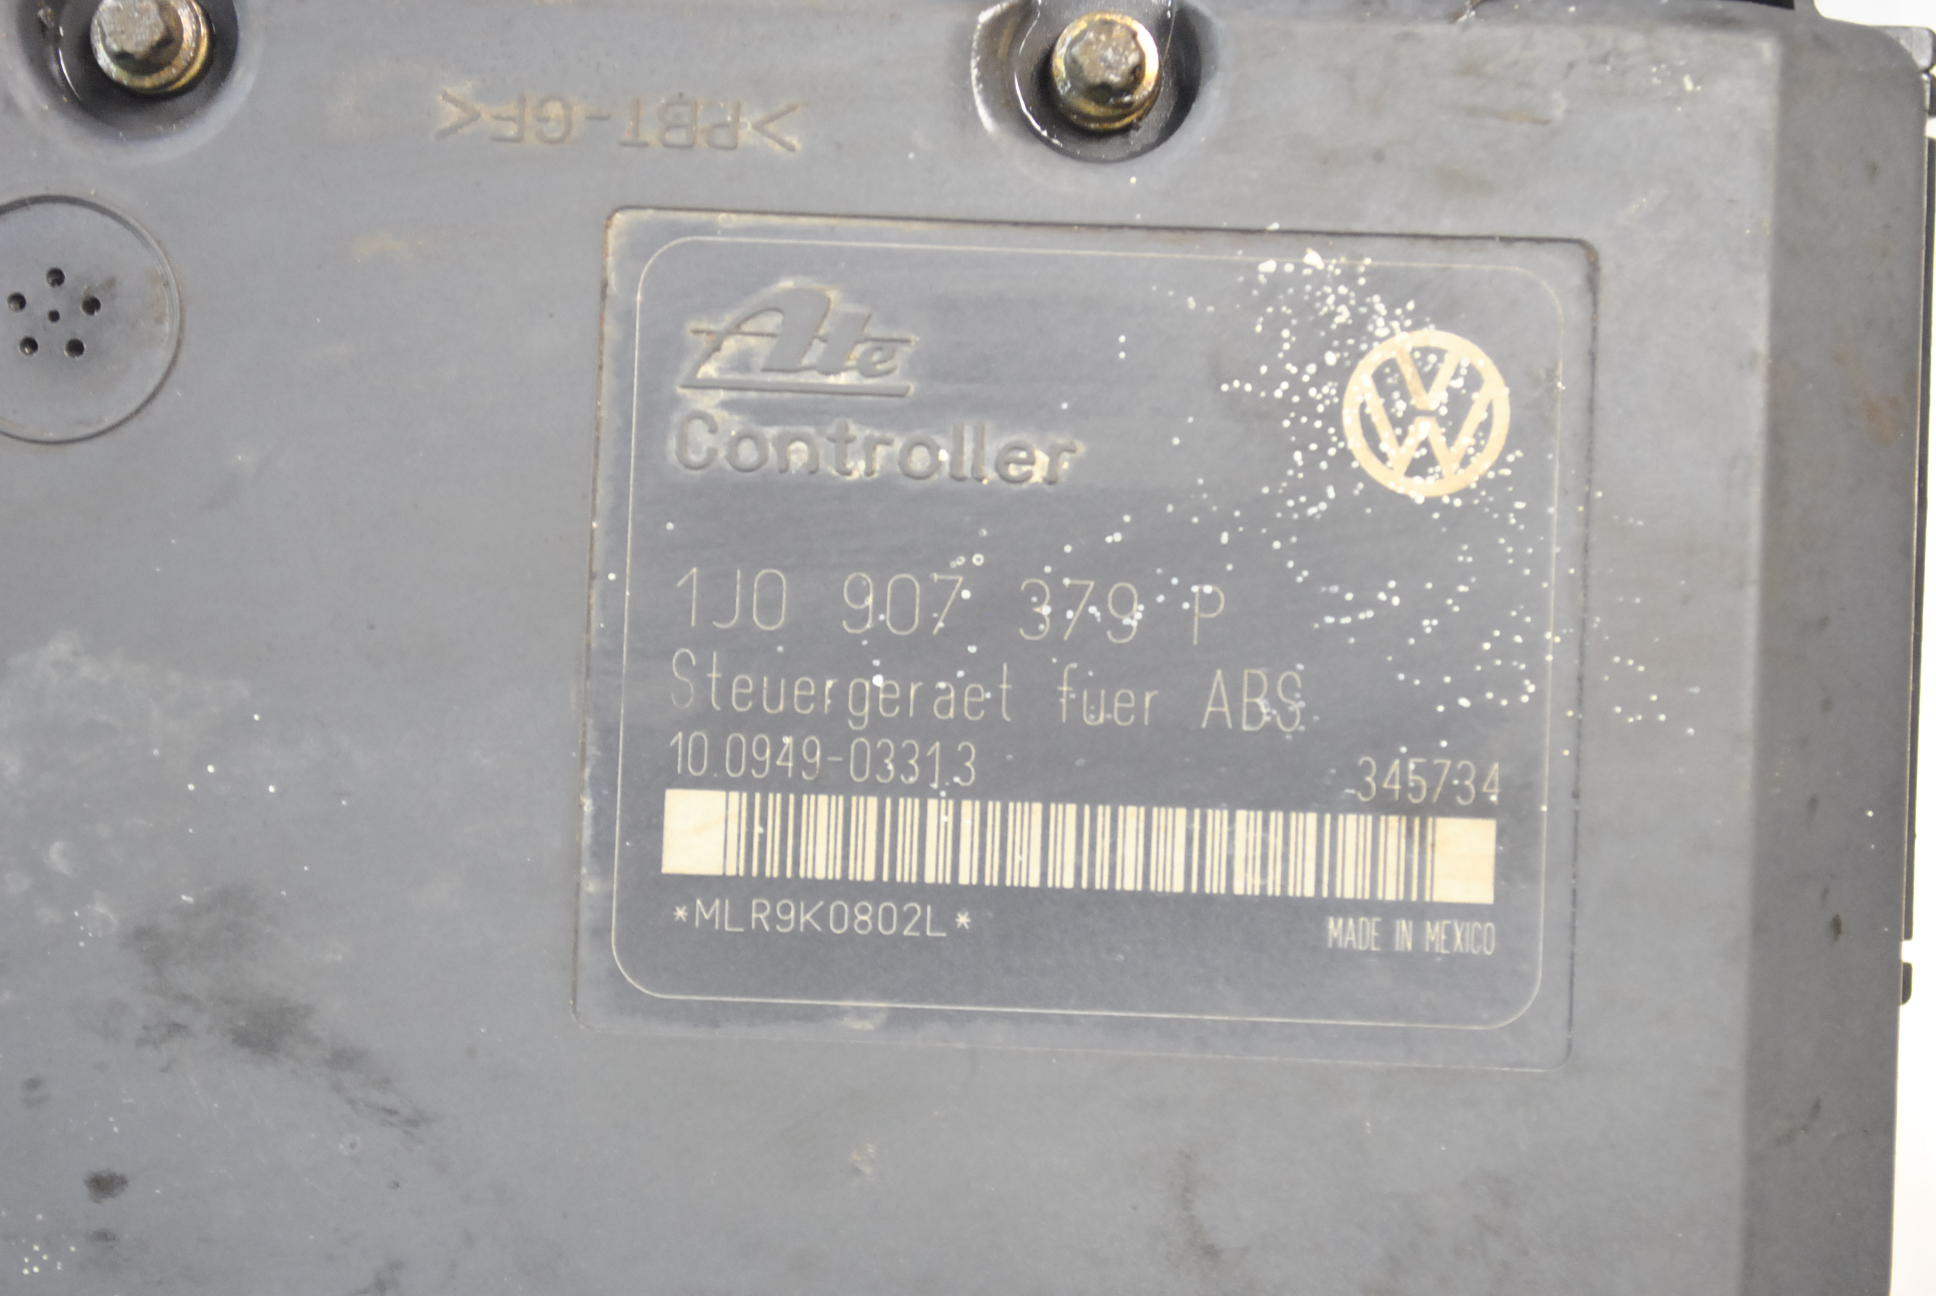 >PBT-GF<
Ate
Controller
1J0 907 379 P
Steuergeraet fuer ABS
10.0949-0331.3 345734
*MLR9K0802L*
MADE IN MEXICO